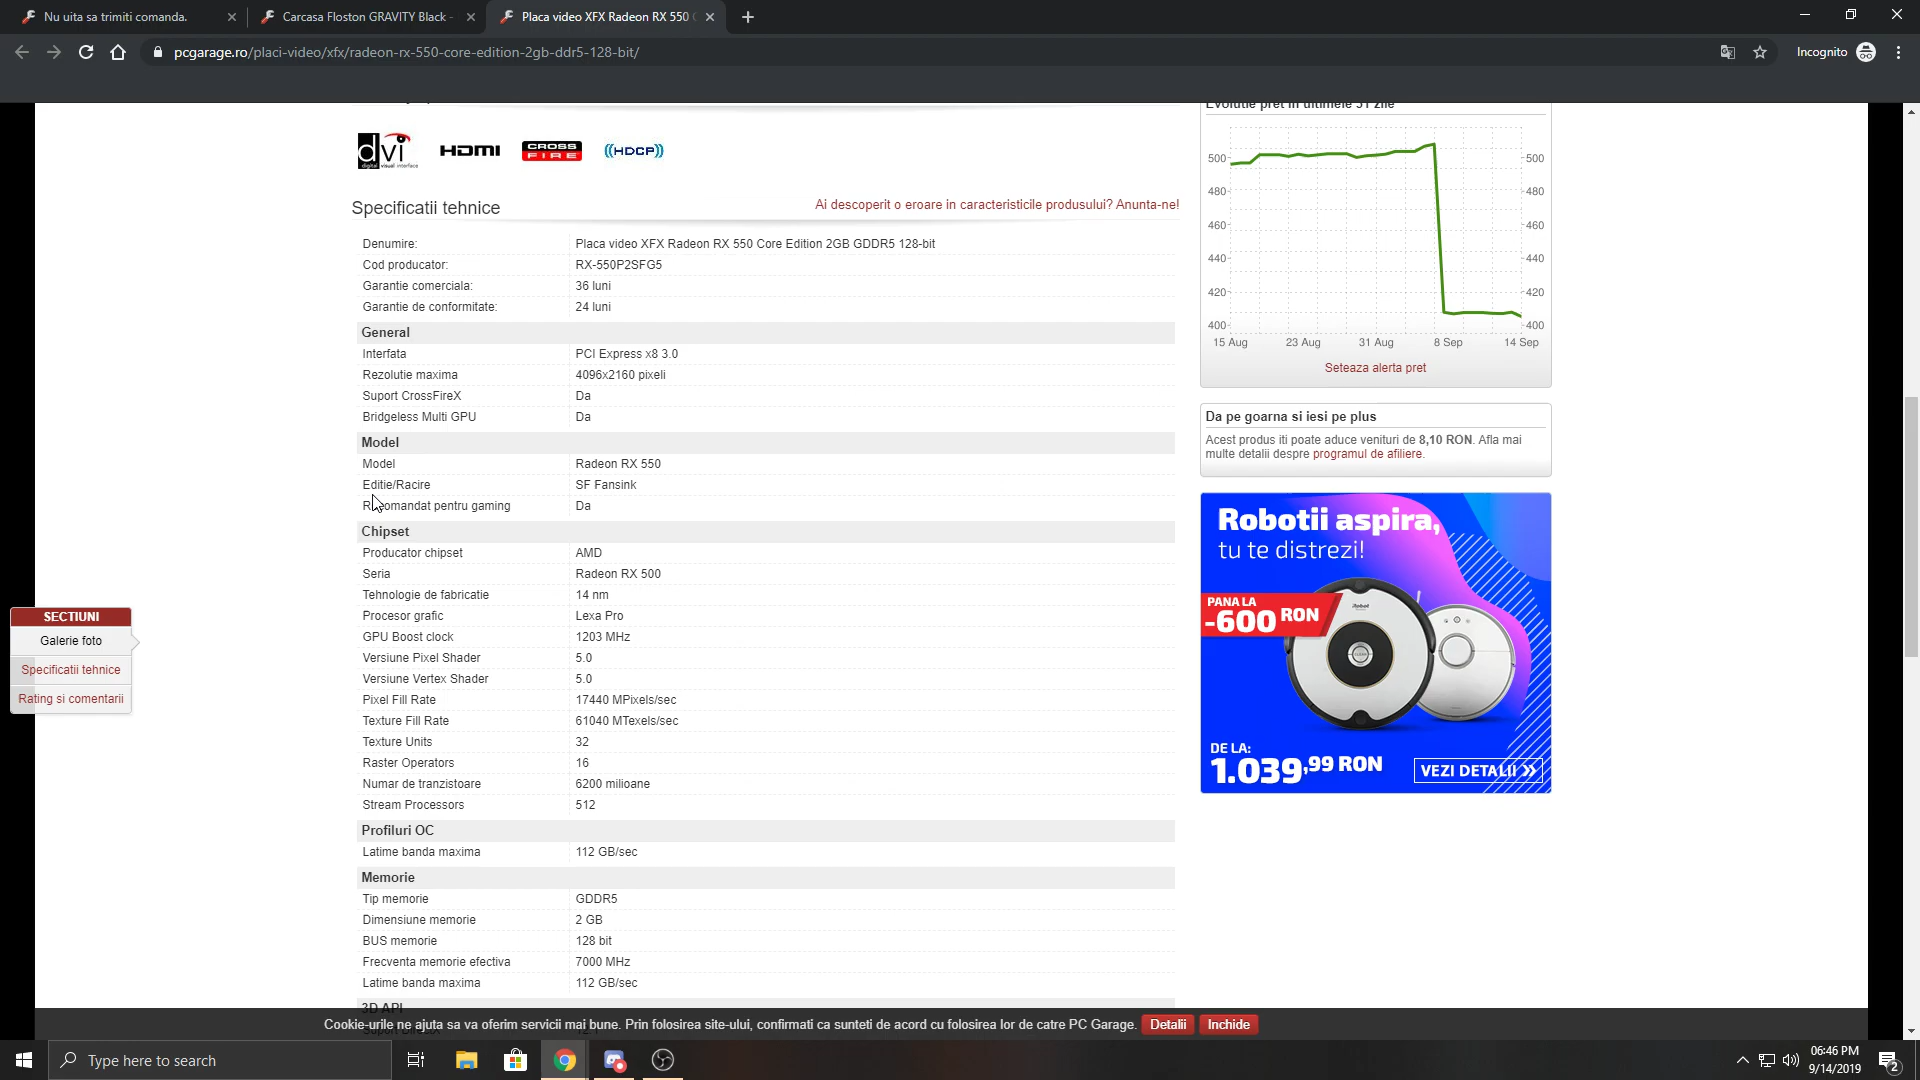 Nu uita sa trimiti comanda.
Carcasa Floston GRAVITY Black -
Placa video XFX Radeon RX 550
pcgarage.ro/placi-video/xfx/radeon-rx-550-core-edition-2gb-ddr5-128-bit/
Incognito
dvi
digital visual interface
HDMI
CROSS
FIRE
((HDCP))
Specificatii tehnice
Ai descoperit o eroare in caracteristicile produsului? Anunta-ne!
Denumire: Placa video XFX Radeon RX 550 Core Edition 2GB GDDR5 128-bit
Cod producator: RX-550P2SFG5
Garantie comerciala: 36 luni
Garantie de conformitate: 24 luni
General
Interfata PCI Express x8 3.0
Rezolutie maxima 4096x2160 pixeli
Suport CrossFireX Da
Bridgeless Multi GPU Da
Model
Model Radeon RX 550
Editie/Racire SF Fansink
Recomandat pentru gaming Da
Chipset
Producator chipset AMD
Seria Radeon RX 500
Tehnologie de fabricatie 14 nm
Procesor grafic Lexa Pro
GPU Boost clock 1203 MHz
Versiune Pixel Shader 5.0
Versiune Vertex Shader 5.0
Pixel Fill Rate 17440 MPixels/sec
Texture Fill Rate 61040 MTexels/sec
Texture Units 32
Raster Operators 16
Numar de tranzistoare 6200 milioane
Stream Processors 512
Profiluri OC
Latime banda maxima 112 GB/sec
Memorie
Tip memorie GDDR5
Dimensiune memorie 2 GB
BUS memorie 128 bit
Frecventa memorie efectiva 7000 MHz
Latime banda maxima 112 GB/sec
3D API
Evolutie pret in ultimele 31 zile
500 500
480 480
460 460
440 440
420 420
400 400
15 Aug 23 Aug 31 Aug 8 Sep 14 Sep
Seteaza alerta pret
Da pe goarna si iesi pe plus
Acest produs iti poate aduce venituri de 8,10 RON. Afla mai
multe detalii despre programul de afiliere.
Robotii aspira,
tu te distrezi!
PANA LA
-600 RON
iRobot
CLEAN
DE LA:
1.039,99 RON
VEZI DETALII
SECTIUNI
Galerie foto
Specificatii tehnice
Rating si comentarii
Cookie-urile ne ajuta sa va oferim servicii mai bune. Prin folosirea site-ului, confirmati ca sunteti de acord cu folosirea lor de catre PC Garage. Detalii Inchide
Type here to search
06:46 PM
9/14/2019
2